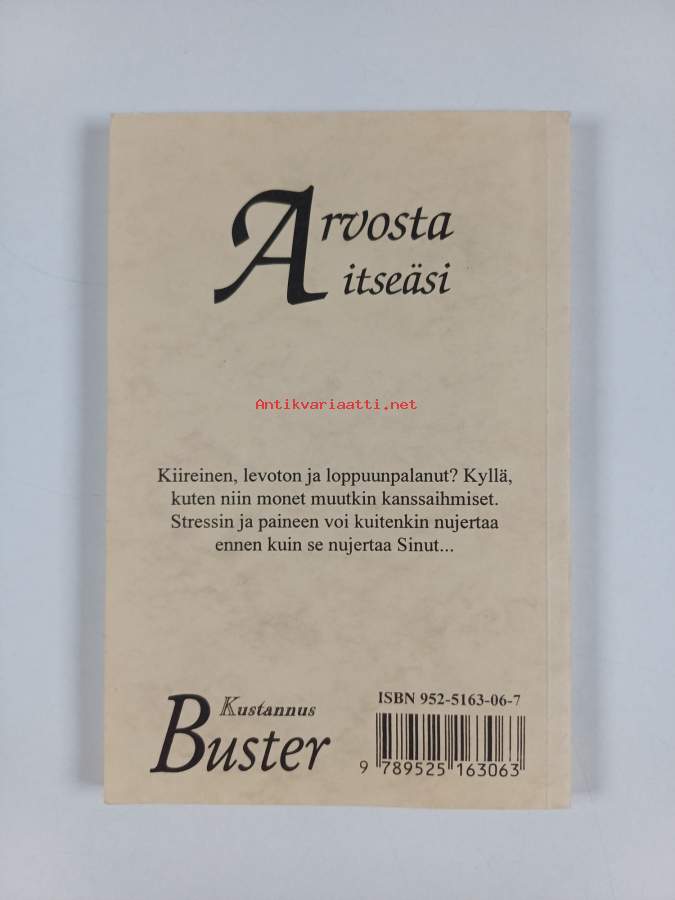 Arvosta
itseäsi
Antikvariaatti.net
Kiireinen, levoton ja loppuunpalanut? Kyllä,
kuten niin monet muutkin kanssaihmiset.
Stressin ja paineen voi kuitenkin nujertaa
ennen kuin se nujertaa Sinut...
Kustannus
Buster
ISBN 952-5163-06-7
9 789525 163063